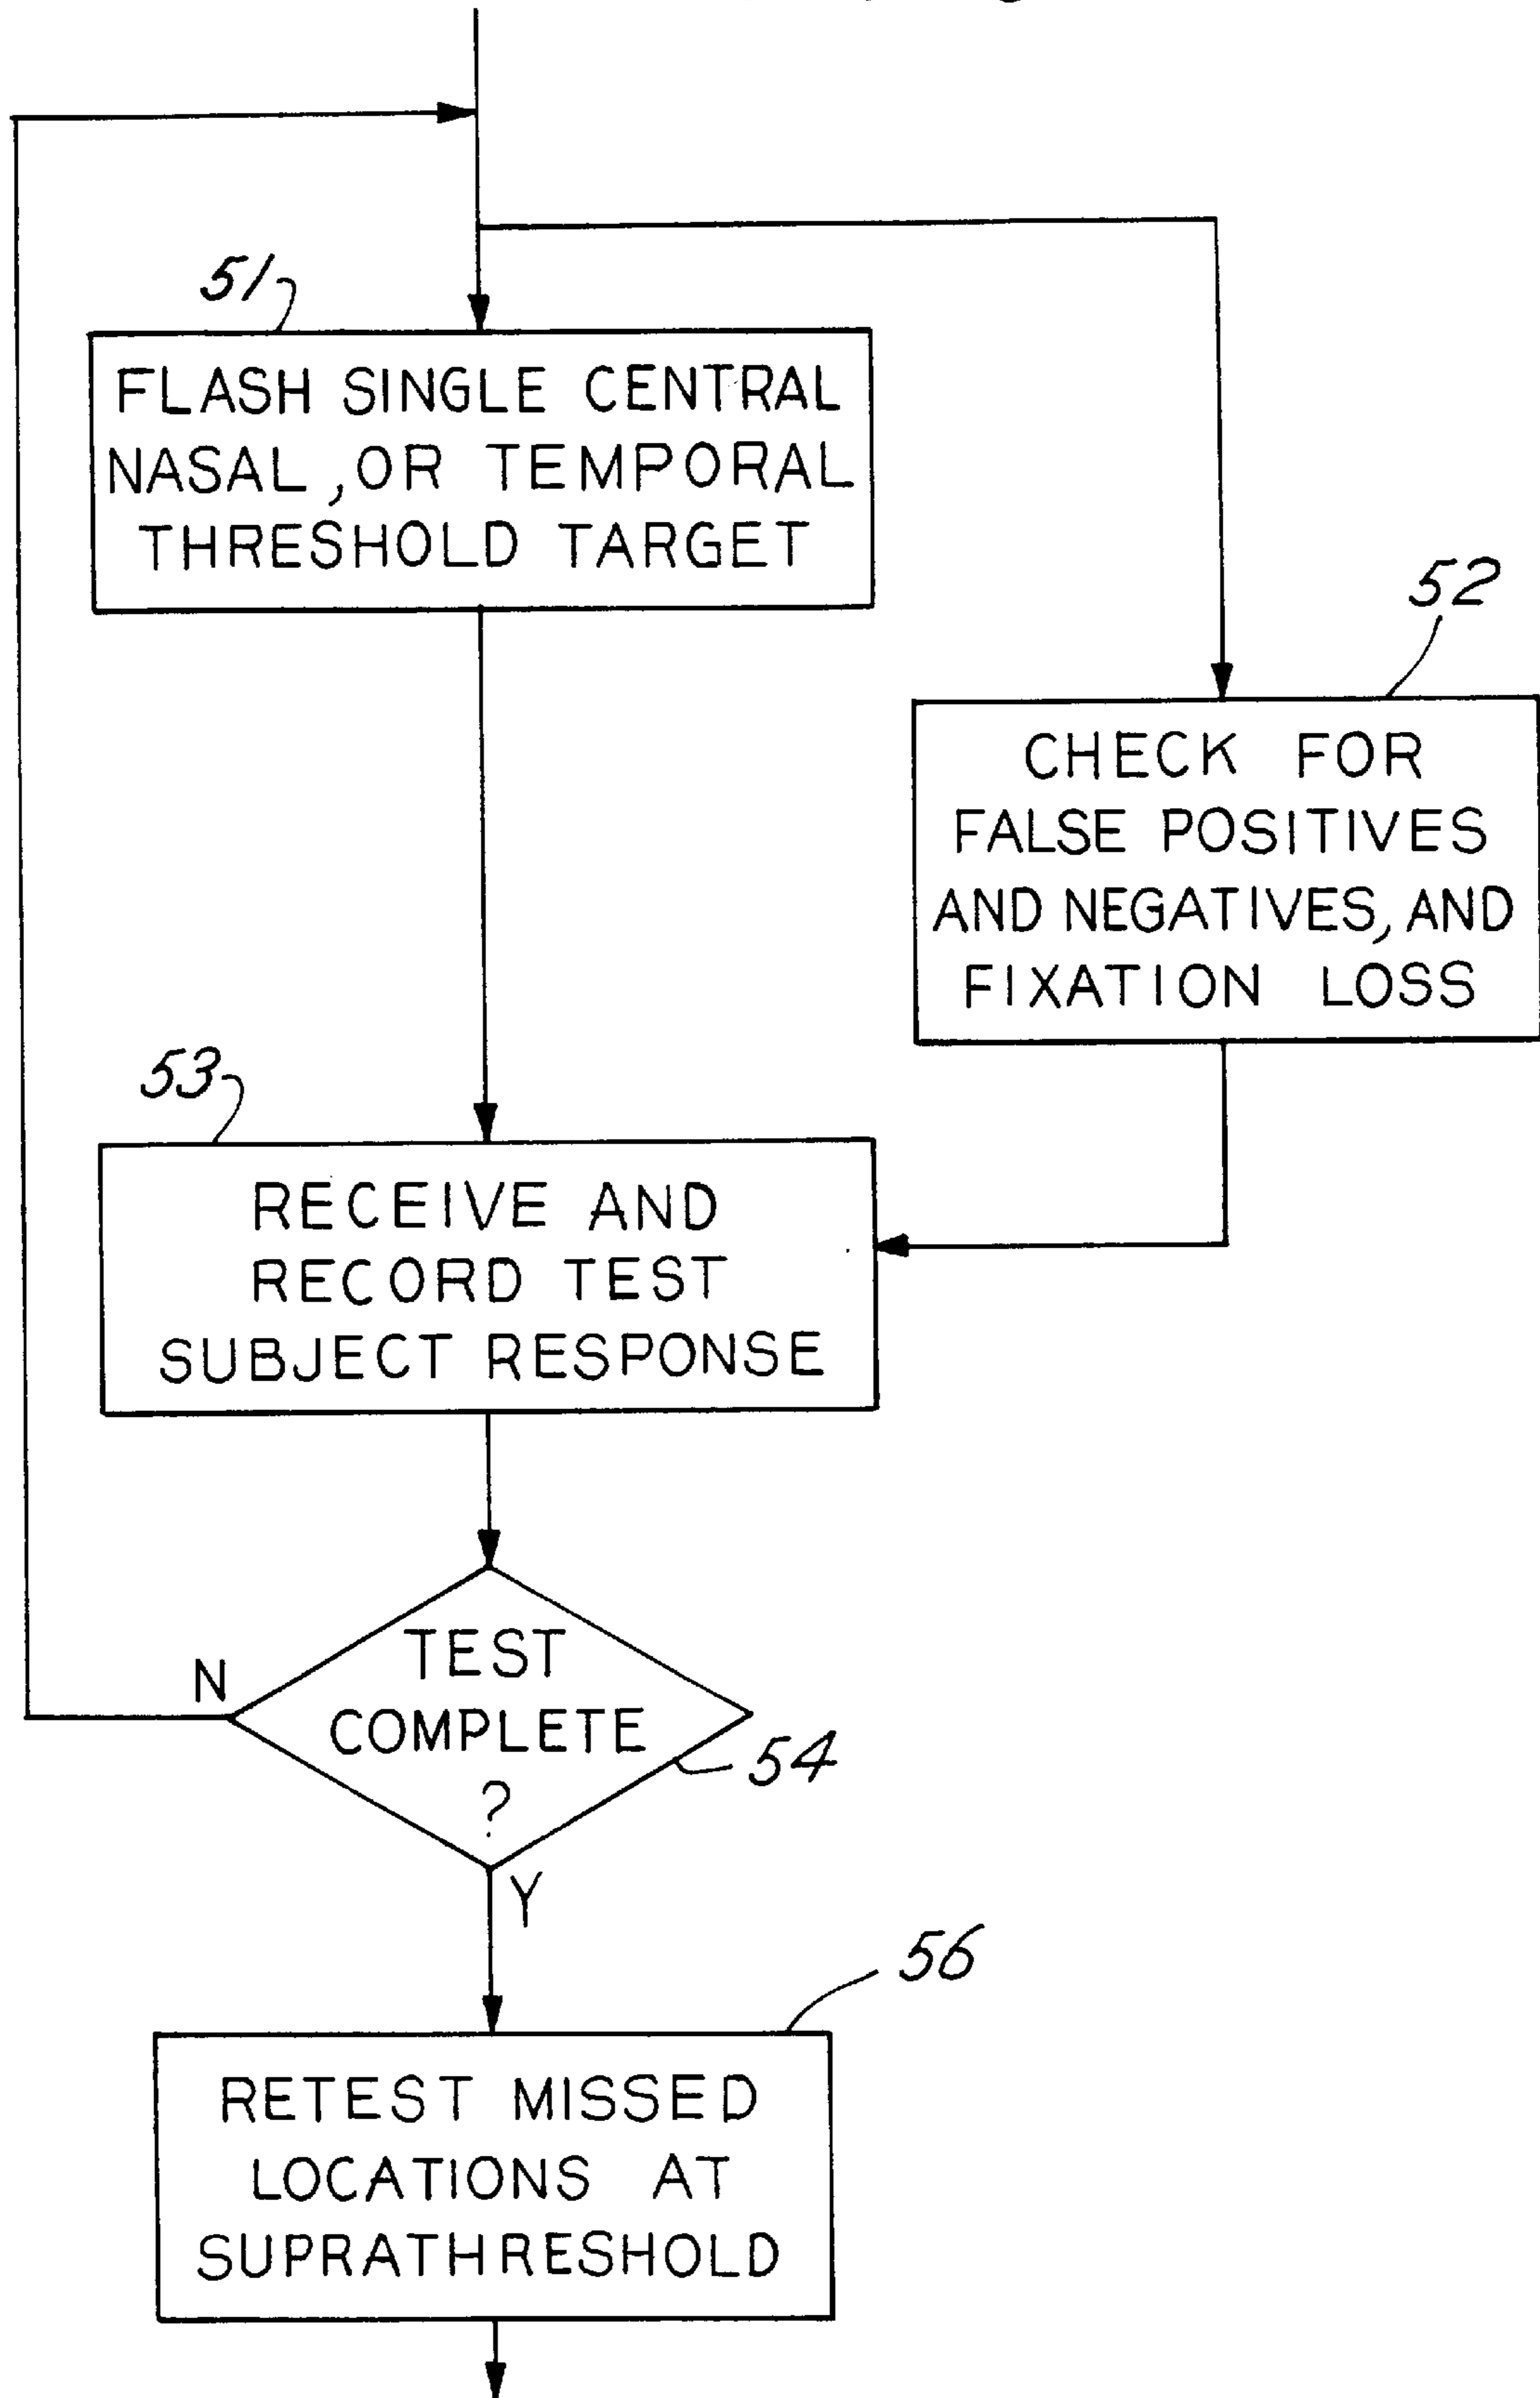 51
FLASH SINGLE CENTRAL
NASAL, OR TEMPORAL
THRESHOLD TARGET
52
CHECK FOR
FALSE POSITIVES
AND NEGATIVES, AND
FIXATION LOSS
53
RECEIVE AND
RECORD TEST
SUBJECT RESPONSE
TEST
COMPLETE
?
N
54
Y
56
RETEST MISSED
LOCATIONS AT
SUPRATHRESHOLD